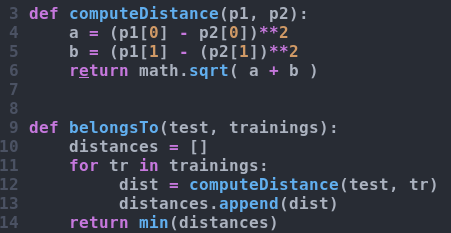 3 def computeDistance(p1, p2):
4     a = (p1[0] - p2[0])**2
5     b = (p1[1] - (p2[1])**2
6     return math.sqrt( a + b )
7
8
9 def belongsTo(test, trainings):
10     distances = []
11     for tr in trainings:
12          dist = computeDistance(test, tr)
13          distances.append(dist)
14     return min(distances)